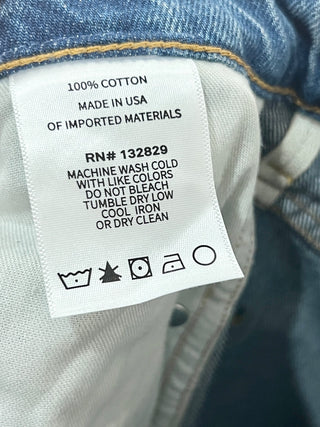 100% COTTON
MADE IN USA
OF IMPORTED MATERIALS
RN# 132829
MACHINE WASH COLD
WITH LIKE COLORS
DO NOT BLEACH
TUMBLE DRY LOW
COOL IRON
OR DRY CLEAN